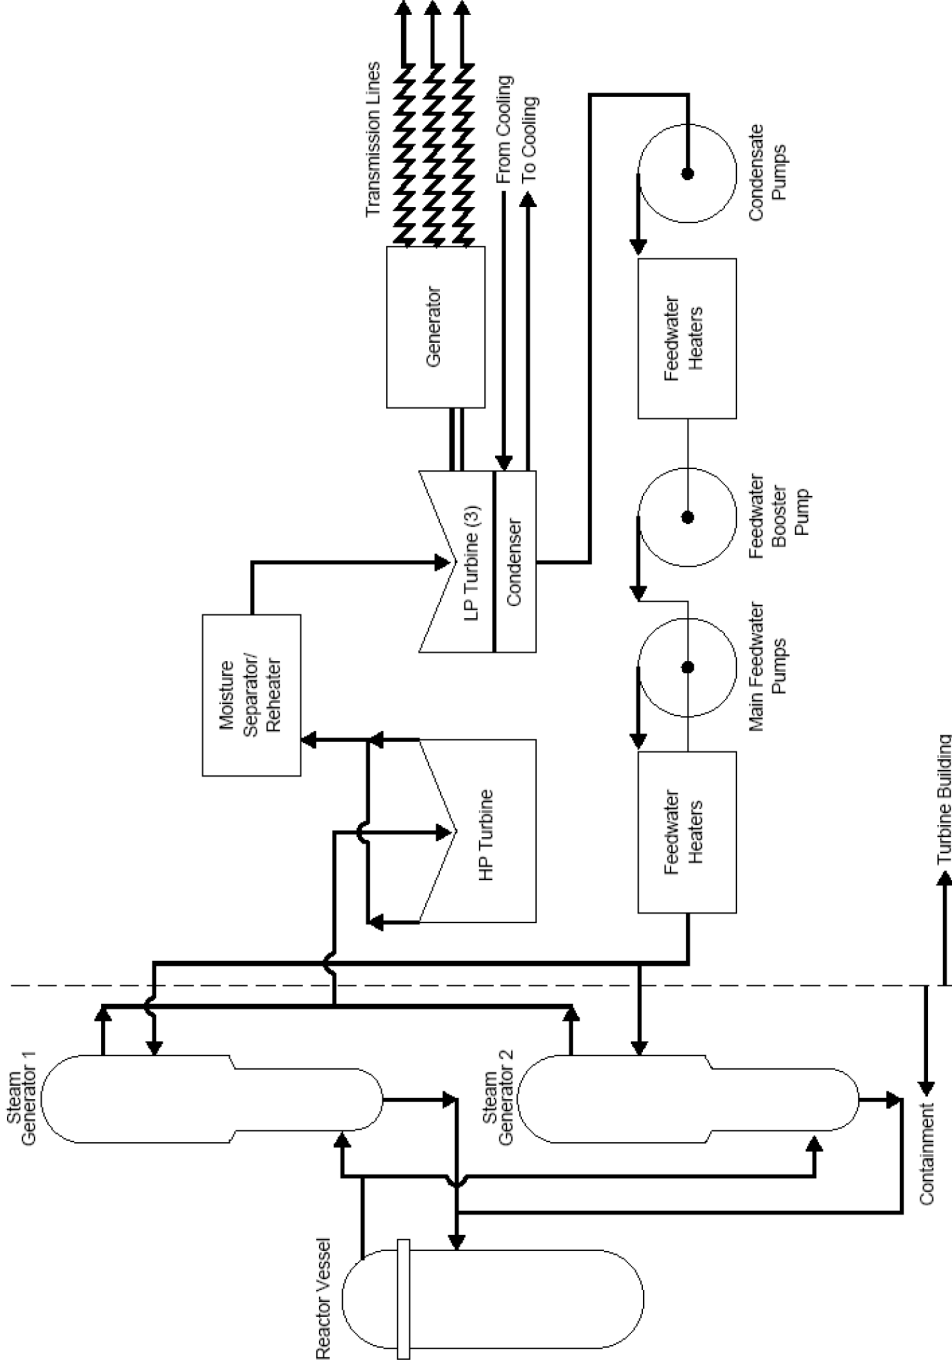 Steam
Generator 1
Reactor Vessel
Steam
Generator 2
Moisture
Separator/
Reheater
HP Turbine
LP Turbine (3)
Condenser
Generator
Transmission Lines
From Cooling
To Cooling
Feedwater
Heaters
Main Feedwater
Pumps
Feedwater
Booster
Pump
Feedwater
Heaters
Condensate
Pumps
Containment
Turbine Building